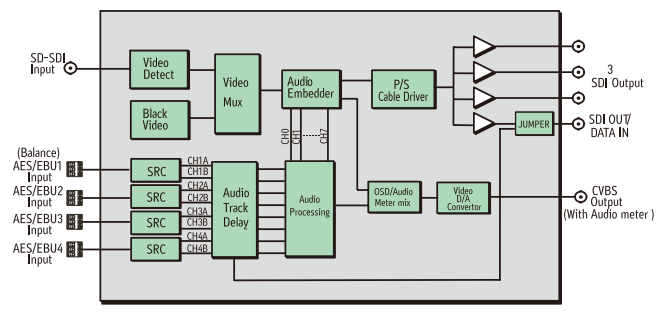 SD-SDI
Input
Video
Detect
Black
Video
Video
Mux
Audio
Embedder
P/S
Cable Driver
3
SDI Output
JUMPER
SDI OUT/
DATA IN
CH0
CH1
CH7
(Balance)
AES/EBU1
Input
AES/EBU2
Input
AES/EBU3
Input
AES/EBU4
Input
SRC
SRC
SRC
SRC
CH1A
CH1B
CH2A
CH2B
CH3A
CH3B
CH4A
CH4B
Audio
Track
Delay
Audio
Processing
OSD/Audio
Meter mix
Video
D/A
Convertor
CVBS
Output
(With Audio meter )